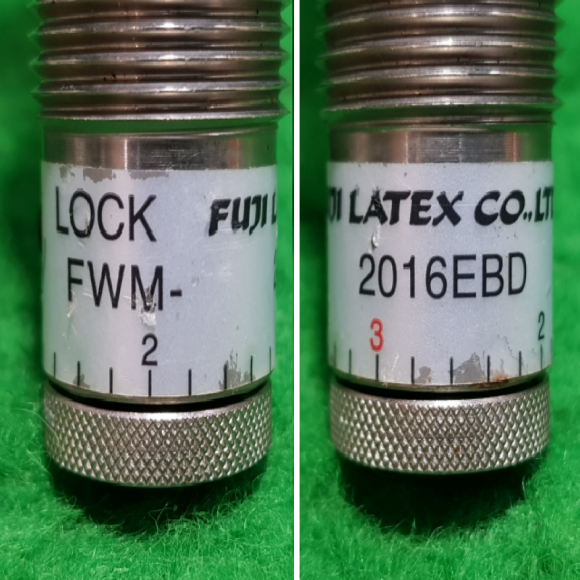 LOCK FUJI L
FWM-
2
JI LATEX CO.,LT
2016EBD
3 2